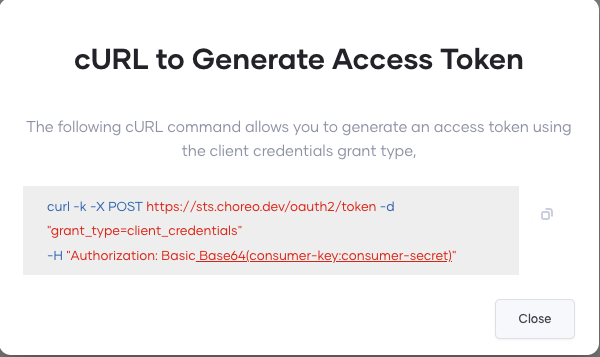 cURL to Generate Access Token
The following cURL command allows you to generate an access token using
the client credentials grant type,
curl -k -X POST https://sts.choreo.dev/oauth2/token -d
"grant_type=client_credentials"
-H "Authorization: Basic Base64(consumer-key:consumer-secret)"
Close